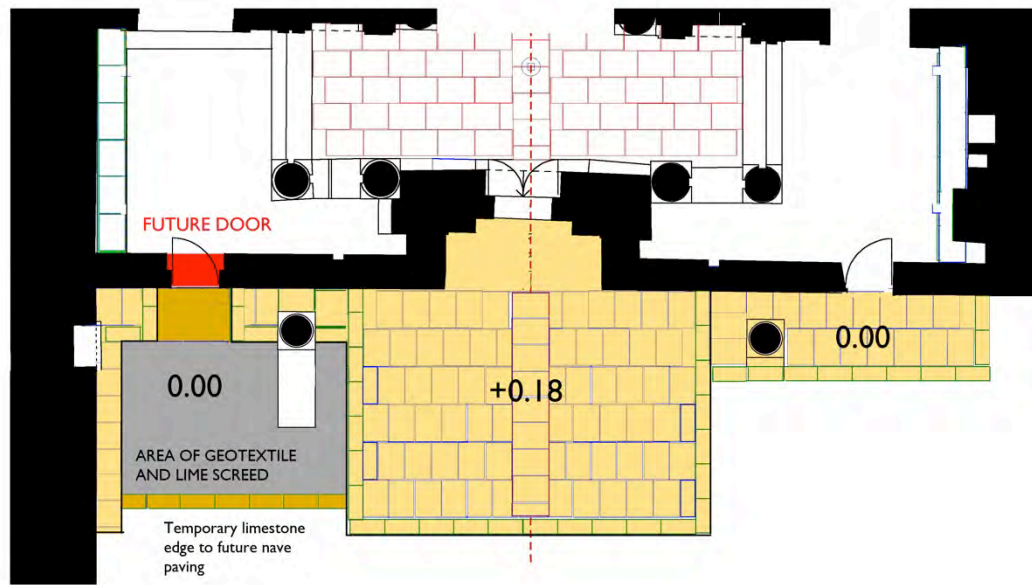 FUTURE DOOR
0.00
0.00
+0.18
AREA OF GEOTEXTILE
AND LIME SCREED
Temporary limestone
edge to future nave
paving